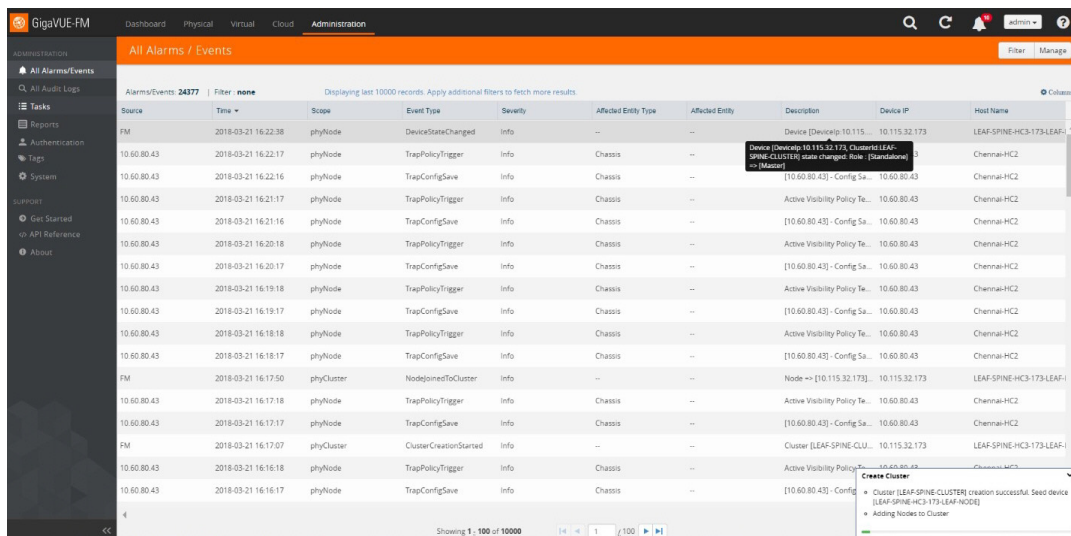 GigaVUE-FM
Dashboard Physical Virtual Cloud Administration
admin
ADMINISTRATION
All Alarms/Events
All Audit Logs
Tasks
Reports
Authentication
Tags
System
SUPPORT
Get Started
API Reference
About
All Alarms / Events
Filter Manage
Alarms/Events: 24377 | Filter : none Displaying last 10000 records. Apply additional filters to fetch more results. Columns
Source Time Scope Event Type Severity Affected Entity Type Affected Entity Description Device IP Host Name
FM 2018-03-21 16:22:38 phyNode DeviceStateChanged Info -- -- Device [DeviceIp:10.115.... 10.115.32.173 LEAF-SPINE-HC3-173-LEAF-
10.60.80.43 2018-03-21 16:22:17 phyNode TrapPolicyTrigger Info Chassis -- Chennai-HC2
Device [DeviceIp:10.115.32.173, ClusterId:LEAF-
SPINE-CLUSTER] state changed: Role : [Standalone]
=> [Master]
10.60.80.43 2018-03-21 16:22:16 phyNode TrapConfigSave Info Chassis -- [10.60.80.43] - Config Sa... 10.60.80.43 Chennai-HC2
10.60.80.43 2018-03-21 16:21:17 phyNode TrapPolicyTrigger Info Chassis -- Active Visibility Policy Te... 10.60.80.43 Chennai-HC2
10.60.80.43 2018-03-21 16:21:16 phyNode TrapConfigSave Info Chassis -- [10.60.80.43] - Config Sa... 10.60.80.43 Chennai-HC2
10.60.80.43 2018-03-21 16:20:18 phyNode TrapPolicyTrigger Info Chassis -- Active Visibility Policy Te... 10.60.80.43 Chennai-HC2
10.60.80.43 2018-03-21 16:20:17 phyNode TrapConfigSave Info Chassis -- [10.60.80.43] - Config Sa... 10.60.80.43 Chennai-HC2
10.60.80.43 2018-03-21 16:19:18 phyNode TrapPolicyTrigger Info Chassis -- Active Visibility Policy Te... 10.60.80.43 Chennai-HC2
10.60.80.43 2018-03-21 16:19:17 phyNode TrapConfigSave Info Chassis -- [10.60.80.43] - Config Sa... 10.60.80.43 Chennai-HC2
10.60.80.43 2018-03-21 16:18:18 phyNode TrapPolicyTrigger Info Chassis -- Active Visibility Policy Te... 10.60.80.43 Chennai-HC2
10.60.80.43 2018-03-21 16:18:17 phyNode TrapConfigSave Info Chassis -- [10.60.80.43] - Config Sa... 10.60.80.43 Chennai-HC2
FM 2018-03-21 16:17:50 phyCluster NodeJoinedToCluster Info -- -- Node => [10.115.32.173]... 10.115.32.173 LEAF-SPINE-HC3-173-LEAF-
10.60.80.43 2018-03-21 16:17:18 phyNode TrapPolicyTrigger Info Chassis -- Active Visibility Policy Te... 10.60.80.43 Chennai-HC2
10.60.80.43 2018-03-21 16:17:17 phyNode TrapConfigSave Info Chassis -- [10.60.80.43] - Config Sa... 10.60.80.43 Chennai-HC2
FM 2018-03-21 16:17:07 phyCluster ClusterCreationStarted Info -- -- Cluster [LEAF-SPINE-CLU... 10.115.32.173 LEAF-SPINE-HC3-173-LEAF-
10.60.80.43 2018-03-21 16:16:18 phyNode TrapPolicyTrigger Info Chassis -- Active Visibility Policy Te... 10.60.80.43 Chennai-HC2
10.60.80.43 2018-03-21 16:16:17 phyNode TrapConfigSave Info Chassis -- [10.60.80.43] - Config
Create Cluster
Cluster [LEAF-SPINE-CLUSTER] creation successful. Seed device
[LEAF-SPINE-HC3-173-LEAF-NODE]
Adding Nodes to Cluster
Showing 1 - 100 of 10000 1 / 100